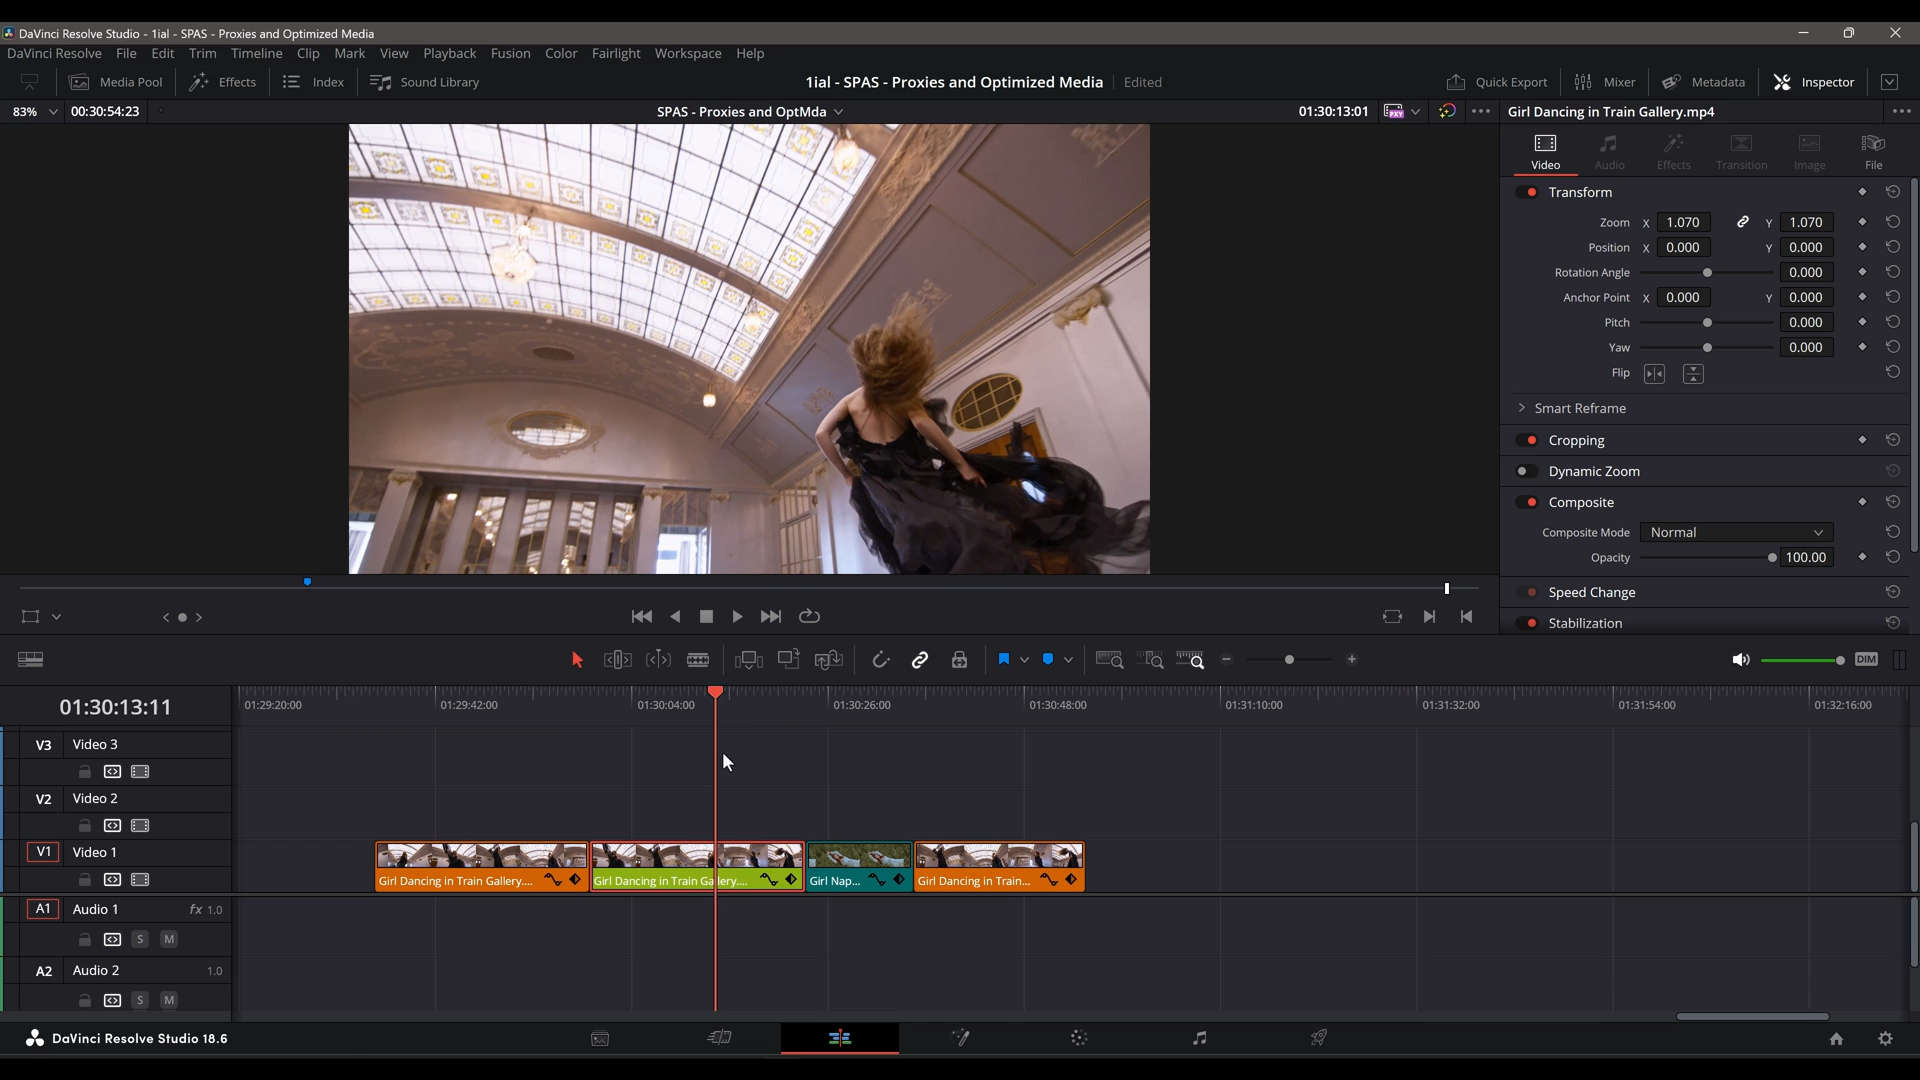 DaVinci Resolve Studio - 1ial - SPAS - Proxies and Optimized Media
DaVinci Resolve File Edit Trim Timeline Clip Mark View Playback Fusion Color Fairlight Workspace Help
Media Pool Effects Index Sound Library 1ial - SPAS - Proxies and Optimized Media Edited Quick Export Mixer Metadata Inspector
83% 00:30:54:23 SPAS - Proxies and OptMda 01:30:13:01 PXY Girl Dancing in Train Gallery.mp4
Video Audio Effects Transition Image File
Transform
Zoom X 1.070 Y 1.070
Position X 0.000 Y 0.000
Rotation Angle 0.000
Anchor Point X 0.000 Y 0.000
Pitch 0.000
Yaw 0.000
Flip
Smart Reframe
Cropping
Dynamic Zoom
Composite
Composite Mode Normal
Opacity 100.00
Speed Change
Stabilization
DIM
01:30:13:11 01:29:20:00 01:29:42:00 01:30:04:00 01:30:26:00 01:30:48:00 01:31:10:00 01:31:32:00 01:31:54:00 01:32:16:00
V3 Video 3
V2 Video 2
V1 Video 1
Girl Dancing in Train Gallery.... Girl Dancing in Train Gallery.... Girl Nap... Girl Dancing in Train...
A1 Audio 1 fx 1.0
S M
A2 Audio 2 1.0
S M
DaVinci Resolve Studio 18.6